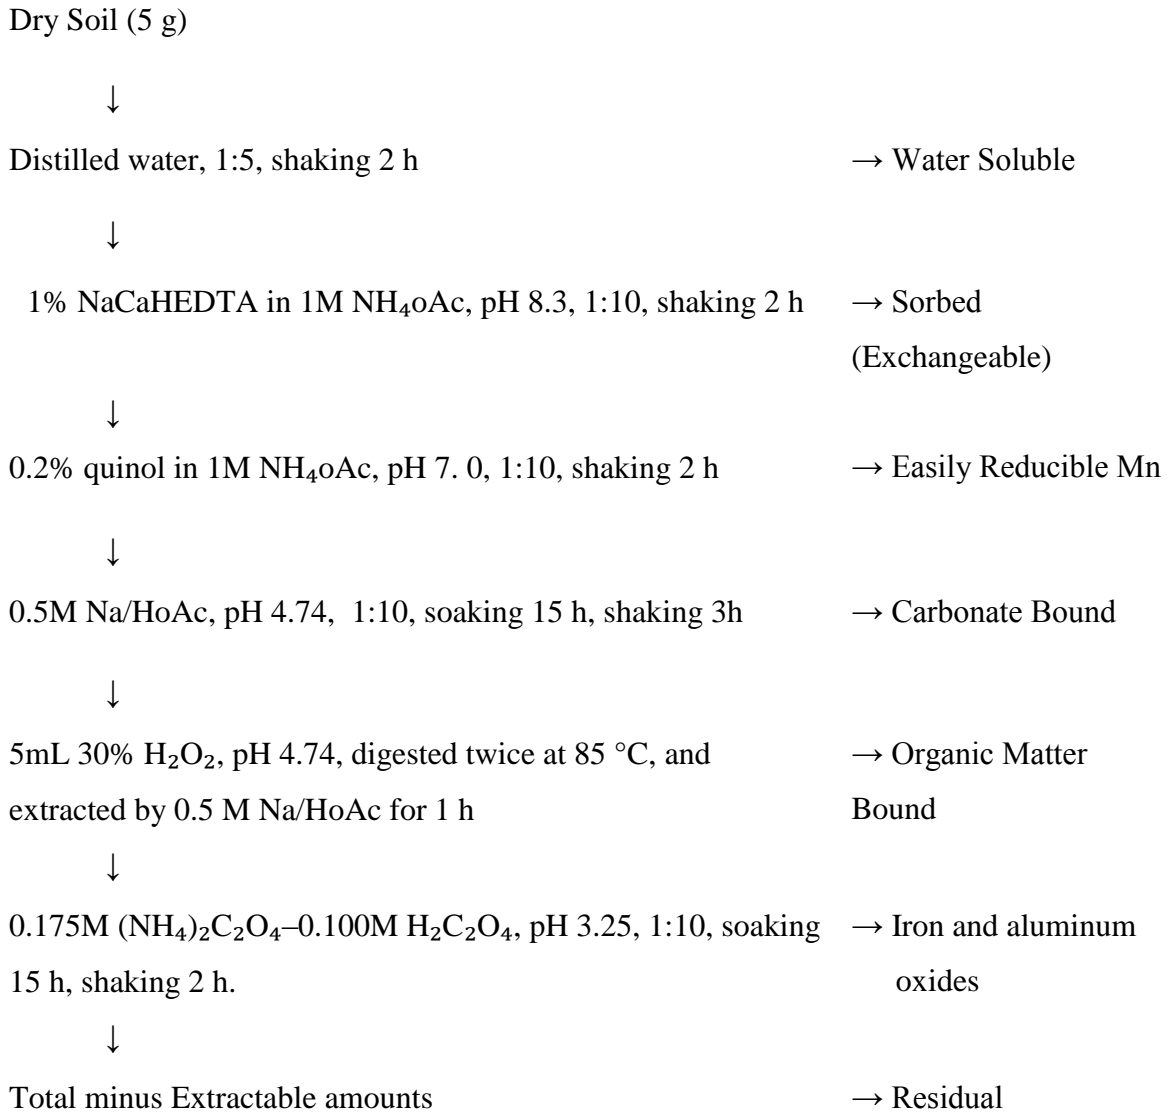 Dry Soil (5 g)
↓
Distilled water, 1:5, shaking 2 h → Water Soluble
↓
1% NaCaHEDTA in 1M NH₄oAc, pH 8.3, 1:10, shaking 2 h → Sorbed
(Exchangeable)
↓
0.2% quinol in 1M NH₄oAc, pH 7. 0, 1:10, shaking 2 h → Easily Reducible Mn
↓
0.5M Na/HoAc, pH 4.74, 1:10, soaking 15 h, shaking 3h → Carbonate Bound
↓
5mL 30% H₂O₂, pH 4.74, digested twice at 85 °C, and → Organic Matter
extracted by 0.5 M Na/HoAc for 1 h Bound
↓
0.175M (NH₄)₂C₂O₄–0.100M H₂C₂O₄, pH 3.25, 1:10, soaking → Iron and aluminum
15 h, shaking 2 h. oxides
↓
Total minus Extractable amounts → Residual